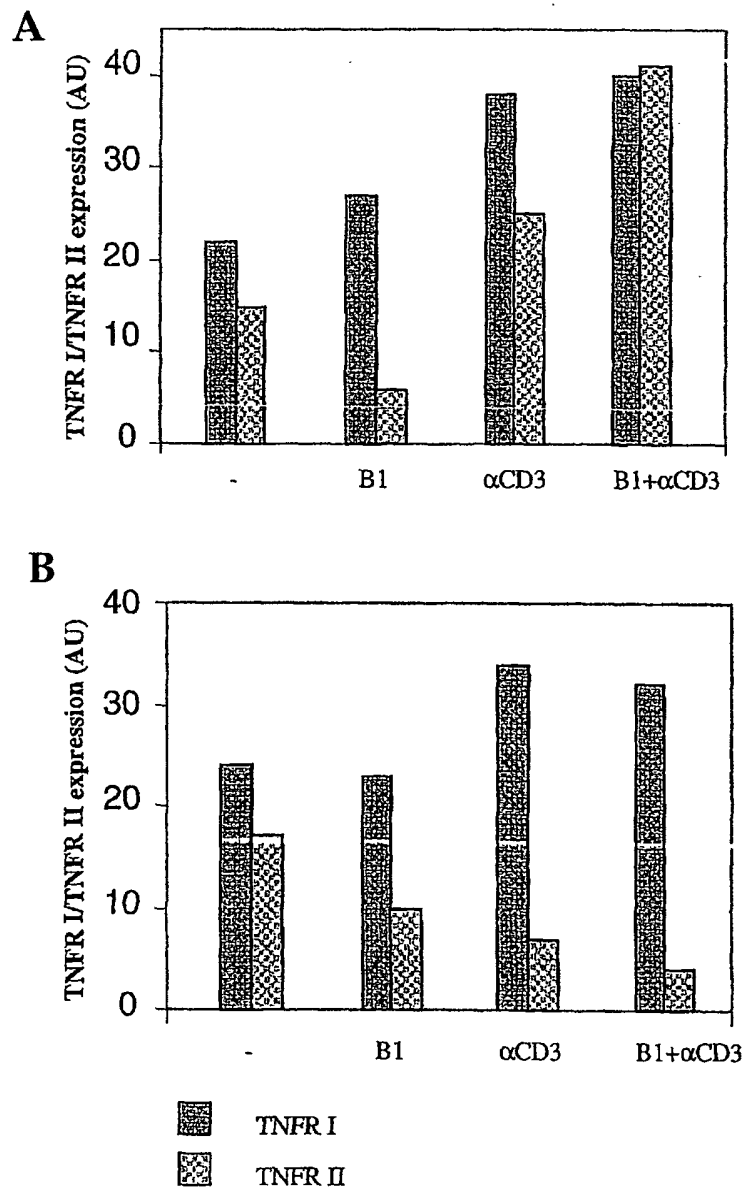 A
TNFR I/TNFR II expression (AU)
40
30
20
10
0
-
B1
αCD3
B1+αCD3
B
TNFR I/TNFR II expression (AU)
40
30
20
10
0
-
B1
αCD3
B1+αCD3
TNFR I
TNFR II